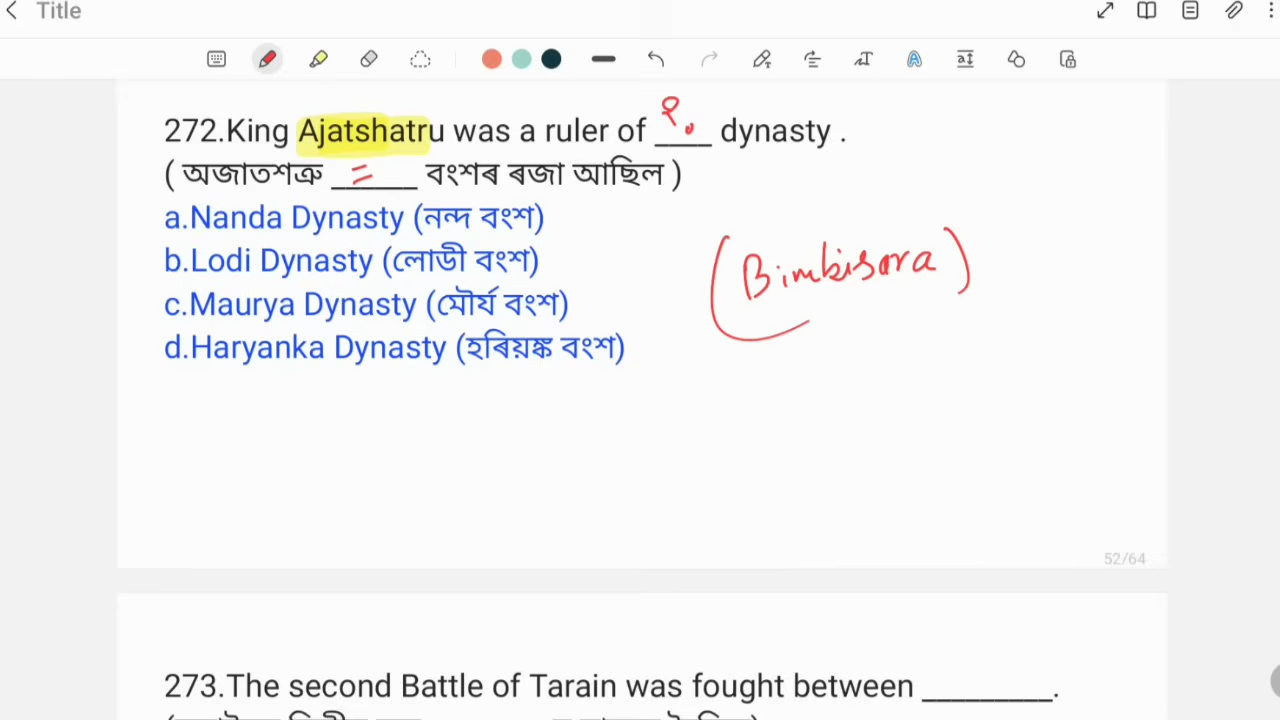 Title
272.King Ajatshatru was a ruler of ____ dynasty .
( অজাতশত্ৰু ______ বংশৰ ৰজা আছিল )
a.Nanda Dynasty (নন্দ বংশ)
b.Lodi Dynasty (লোডী বংশ)
(Bimbisara)
c.Maurya Dynasty (মৌৰ্য বংশ)
d.Haryanka Dynasty (হৰিয়ঙ্ক বংশ)
52/64
273.The second Battle of Tarain was fought between _________.